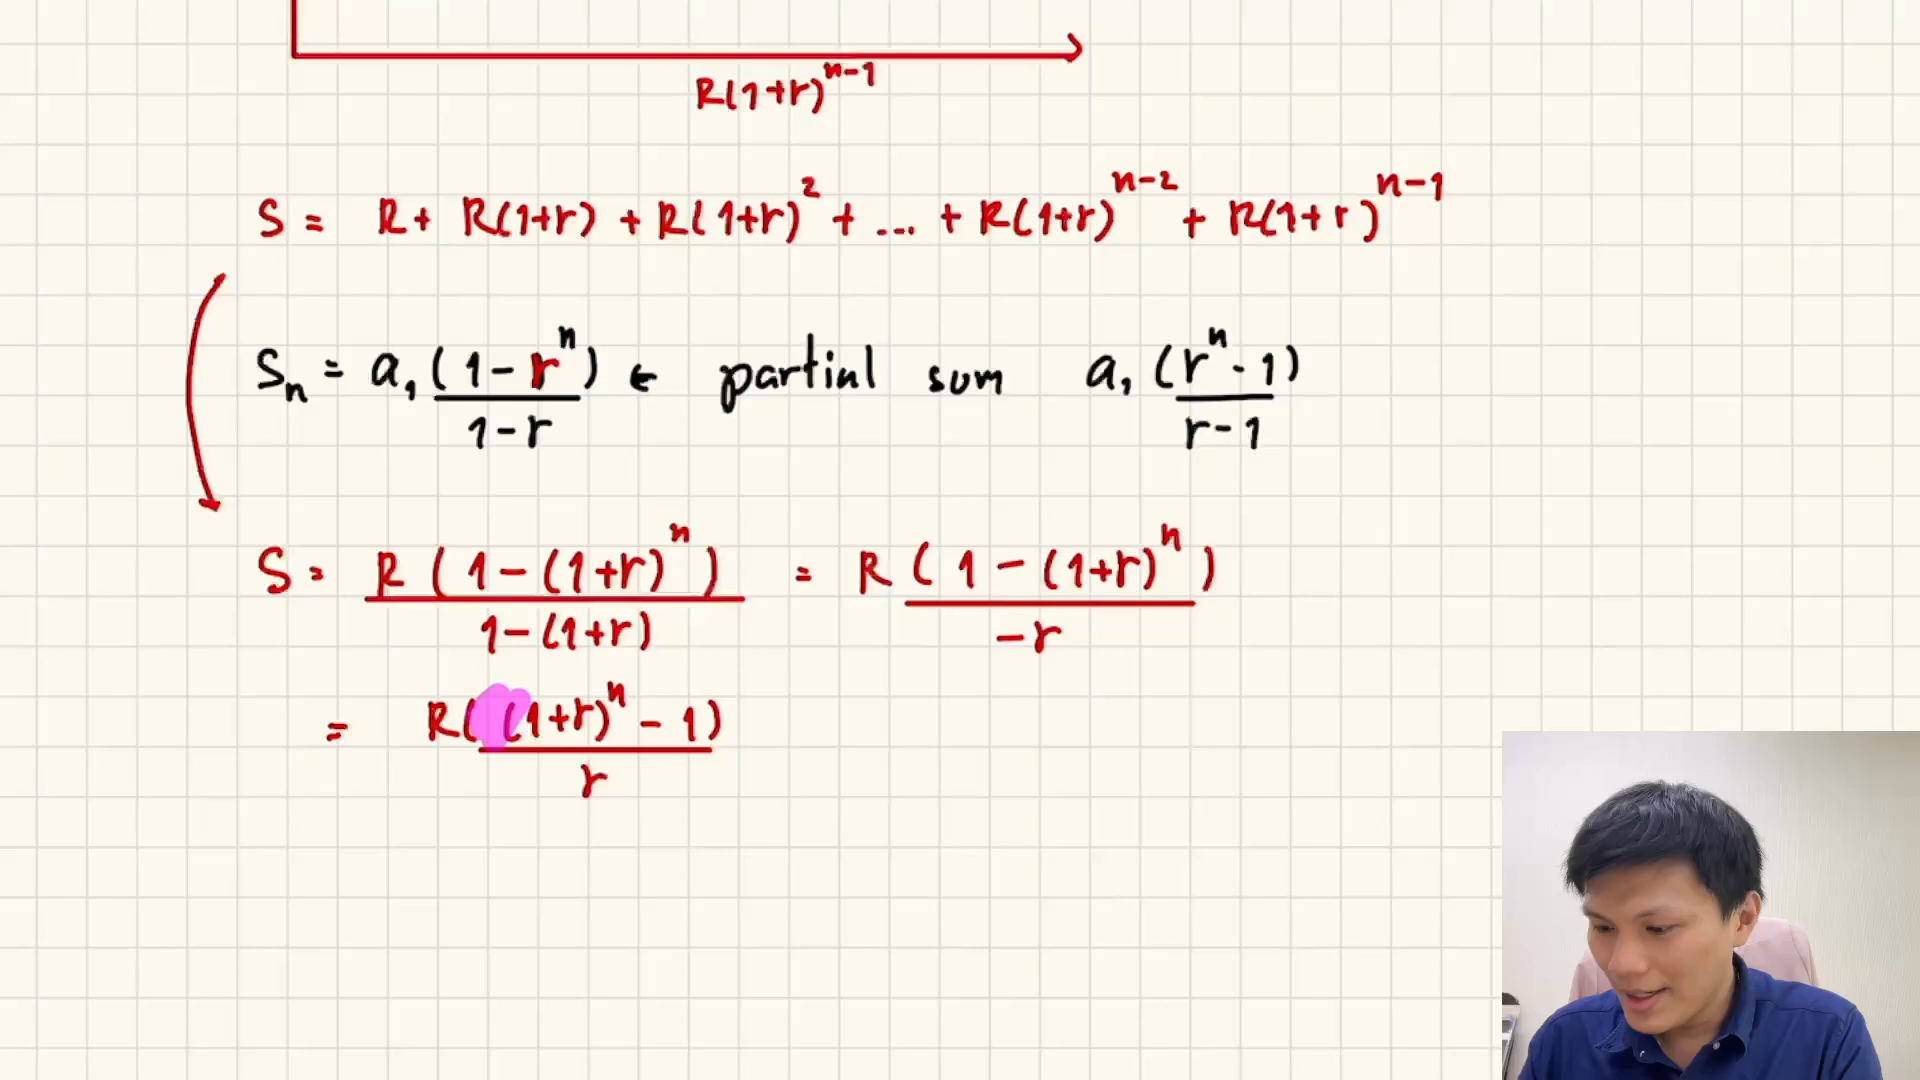 R(1+r)^{n-1}
S = R + R(1+r) + R(1+r)^2 + ... + R(1+r)^{n-2} + R(1+r)^{n-1}
S_n = a_1 (1-r^n)/(1-r) ← partial sum a_1 (r^n - 1)/(r-1)
S = R(1-(1+r)^n)/(1-(1+r)) = R(1-(1+r)^n)/(-r)
= R((1+r)^n - 1)/r